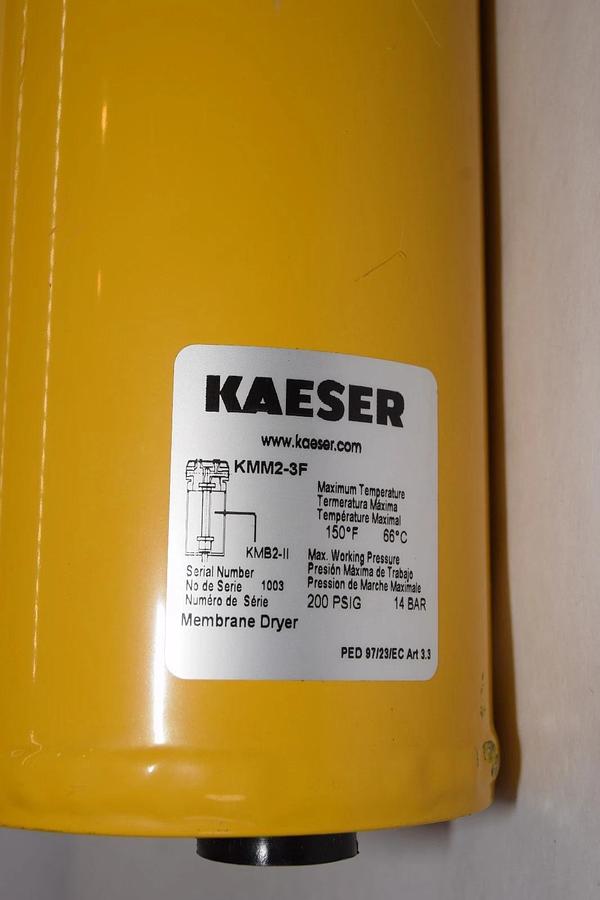 KAESER
www.kaeser.com
KMM2-3F
Maximum Temperature
Termeratura Máxima
Température Maximal
150°F 66°C
KMB2-II
Max. Working Pressure
Presión Máxima de Trabajo
Pression de Marche Maximale
200 PSIG 14 BAR
Serial Number
No de Serie 1003
Numéro de Série
Membrane Dryer
PED 97/23/EC Art 3.3